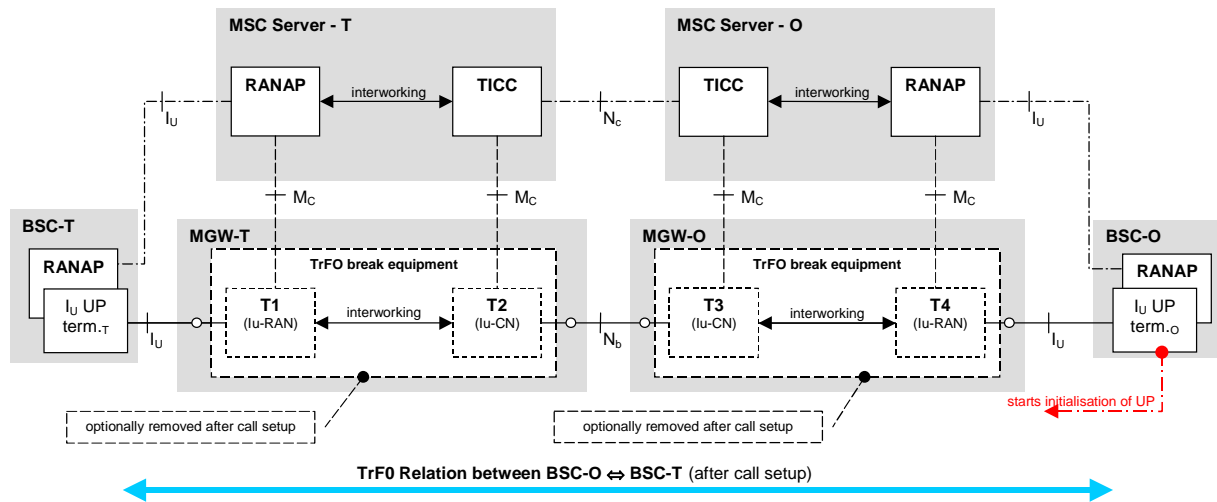 MSC Server - T
MSC Server - O
RANAP
interworking
TICC
TICC
interworking
RANAP
IU
Nc
IU
MC
MC
MC
MC
BSC-T
MGW-T
MGW-O
BSC-O
RANAP
TrFO break equipment
TrFO break equipment
RANAP
IU UP
term.T
T1
(Iu-RAN)
interworking
T2
(Iu-CN)
T3
(Iu-CN)
interworking
T4
(Iu-RAN)
IU UP
term.O
IU
Nb
IU
starts initialisation of UP
optionally removed after call setup
optionally removed after call setup
TrF0 Relation between BSC-O ⇔ BSC-T (after call setup)